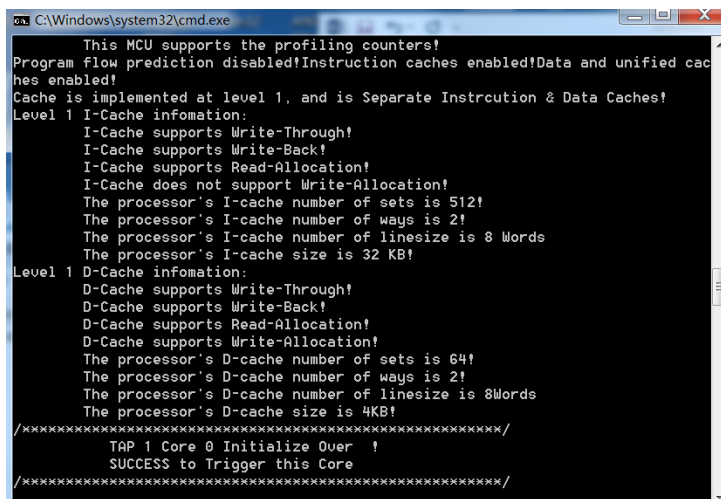 C:\Windows\system32\cmd.exe
This MCU supports the profiling counters!
Program flow prediction disabled!Instruction caches enabled!Data and unified cac
hes enabled!
Cache is implemented at level 1, and is Separate Instrcution & Data Caches!
Level 1 I-Cache infomation:
I-Cache supports Write-Through!
I-Cache supports Write-Back!
I-Cache supports Read-Allocation!
I-Cache does not support Write-Allocation!
The processor's I-cache number of sets is 512!
The processor's I-cache number of ways is 2!
The processor's I-cache number of linesize is 8 Words
The processor's I-cache size is 32 KB!
Level 1 D-Cache infomation:
D-Cache supports Write-Through!
D-Cache supports Write-Back!
D-Cache supports Read-Allocation!
D-Cache supports Write-Allocation!
The processor's D-cache number of sets is 64!
The processor's D-cache number of ways is 2!
The processor's D-cache number of linesize is 8Words
The processor's D-cache size is 4KB!
/*******************************************************/
TAP 1 Core 0 Initialize Over !
SUCCESS to Trigger this Core
/*******************************************************/